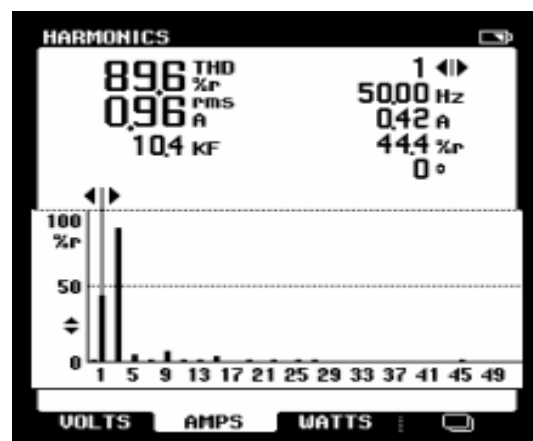 HARMONICS
89.6 THD %r
0.96 rms A
10.4 KF
1
50.00 Hz
0.42 A
44.4 %r
0 °
100
%r
50
0
1 5 9 13 17 21 25 29 33 37 41 45 49
VOLTS AMPS WATTS